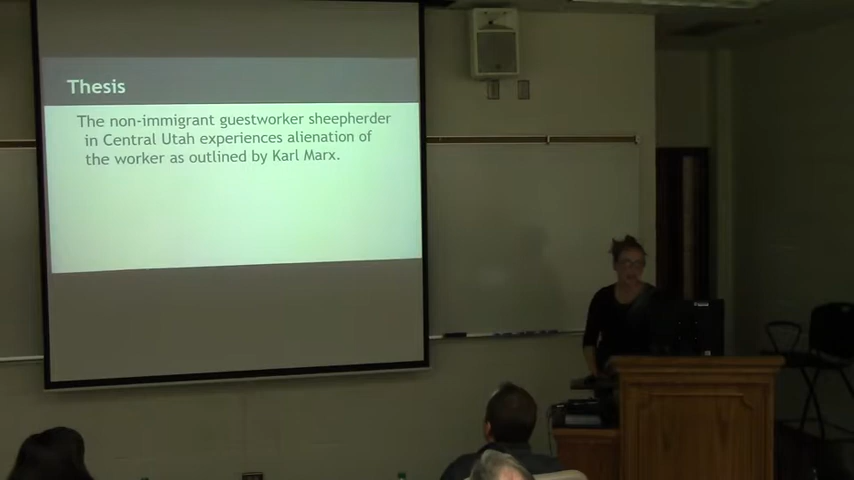 Thesis
The non-immigrant guestworker sheepherder
in Central Utah experiences alienation of
the worker as outlined by Karl Marx.